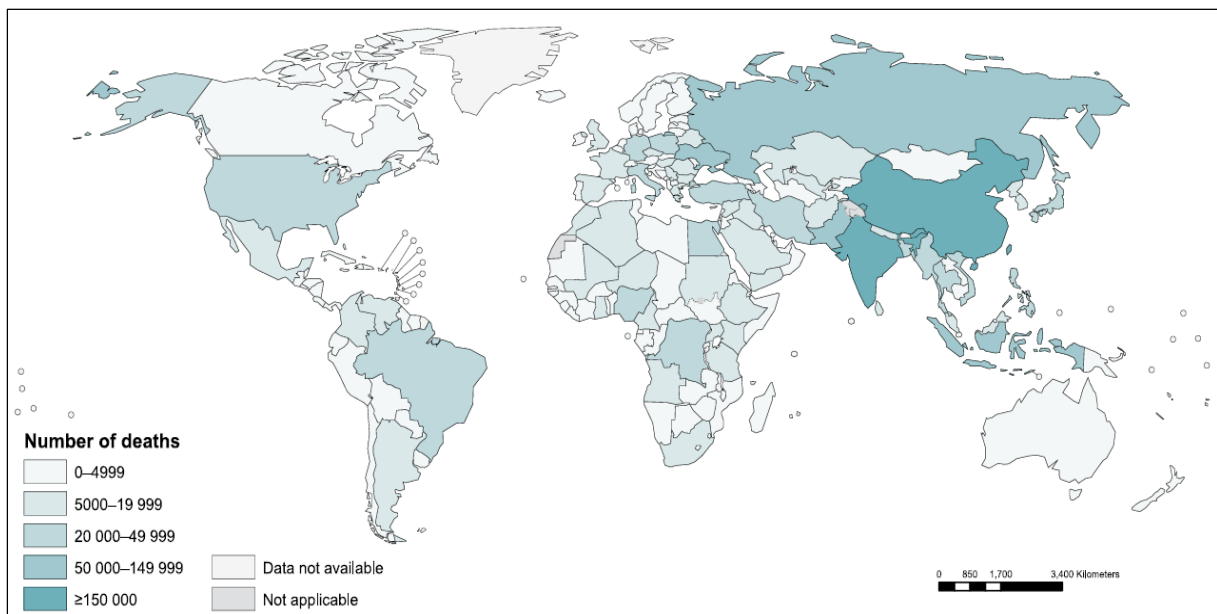 Number of deaths
0–4999
5000–19 999
20 000–49 999
50 000–149 999
≥150 000
Data not available
Not applicable
0 850 1,700 3,400 Kilometers